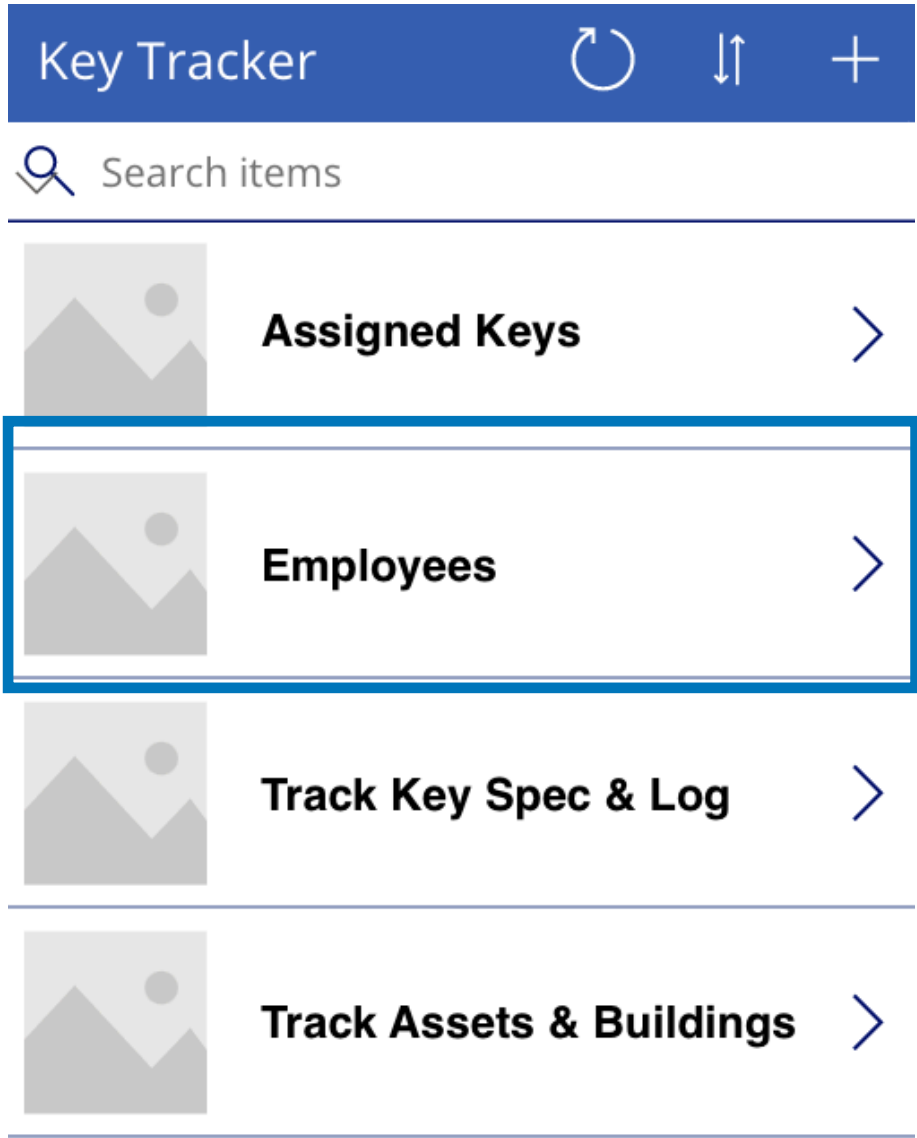 Key Tracker
Search items
Assigned Keys
Employees
Track Key Spec & Log
Track Assets & Buildings